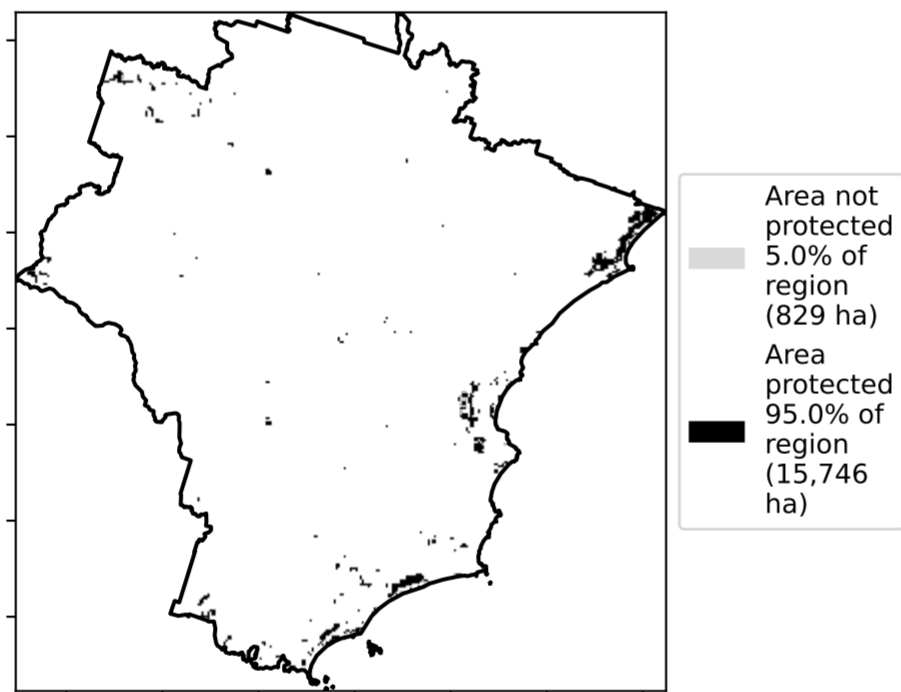 Area not
protected
5.0% of
region
(829 ha)
Area
protected
95.0% of
region
(15,746
ha)